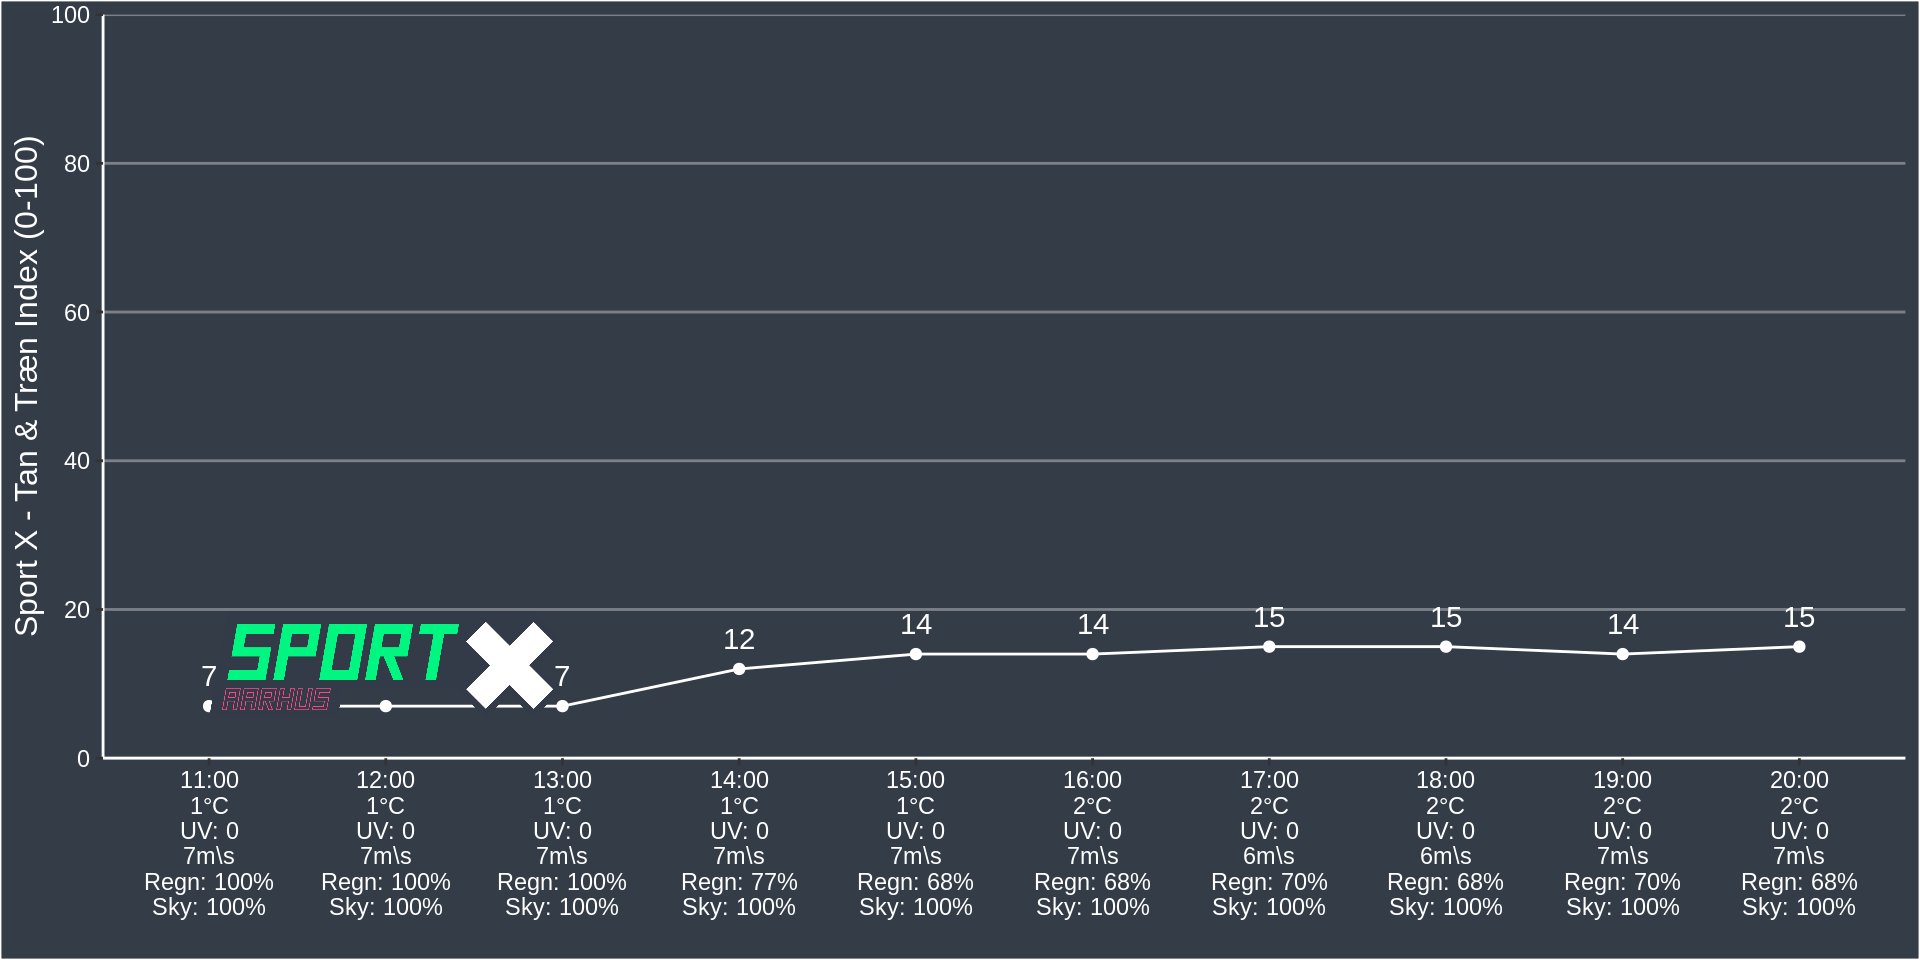 Sport X - Tan & Træn Index (0-100)
100
80
60
40
20
0
7
7
12
14
14
15
15
14
15
SPORT X
AARHUS
11:00 12:00 13:00 14:00 15:00 16:00 17:00 18:00 19:00 20:00
1°C 1°C 1°C 1°C 1°C 2°C 2°C 2°C 2°C 2°C
UV: 0 UV: 0 UV: 0 UV: 0 UV: 0 UV: 0 UV: 0 UV: 0 UV: 0 UV: 0
7m\s 7m\s 7m\s 7m\s 7m\s 7m\s 6m\s 6m\s 7m\s 7m\s
Regn: 100% Regn: 100% Regn: 100% Regn: 77% Regn: 68% Regn: 68% Regn: 70% Regn: 68% Regn: 70% Regn: 68%
Sky: 100% Sky: 100% Sky: 100% Sky: 100% Sky: 100% Sky: 100% Sky: 100% Sky: 100% Sky: 100% Sky: 100%